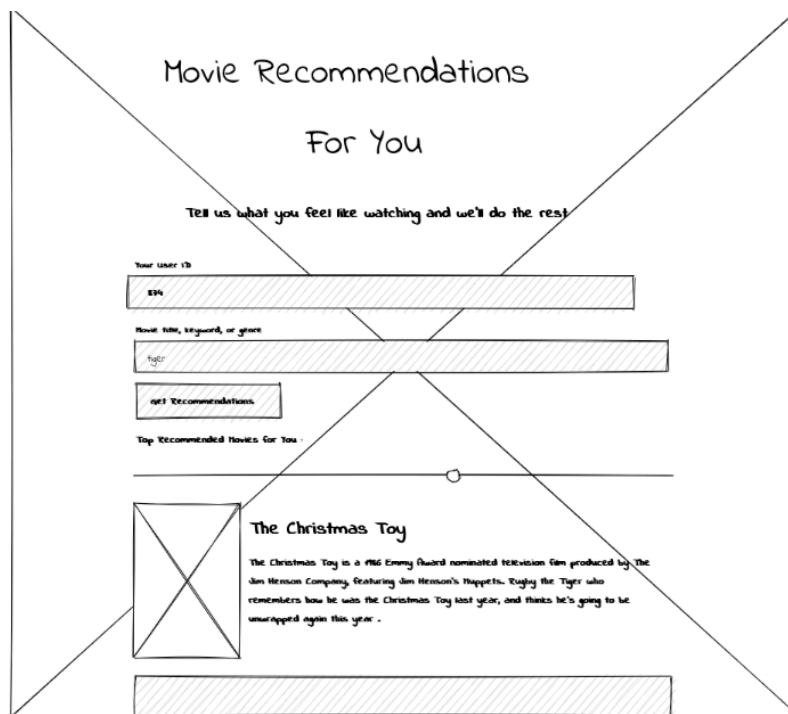 Movie Recommendations
For You
Tell us what you feel like watching and we'll do the rest
Your User ID
874
Movie title, keyword, or genre
tiger
Get Recommendations
Top Recommended Movies for You :
The Christmas Toy
The Christmas Toy is a 1986 Emmy Award nominated television film produced by The
Jim Henson Company, featuring Jim Henson's Muppets. Rugby the Tiger who
remembers how he was the Christmas Toy last year, and thinks he's going to be
unwrapped again this year .